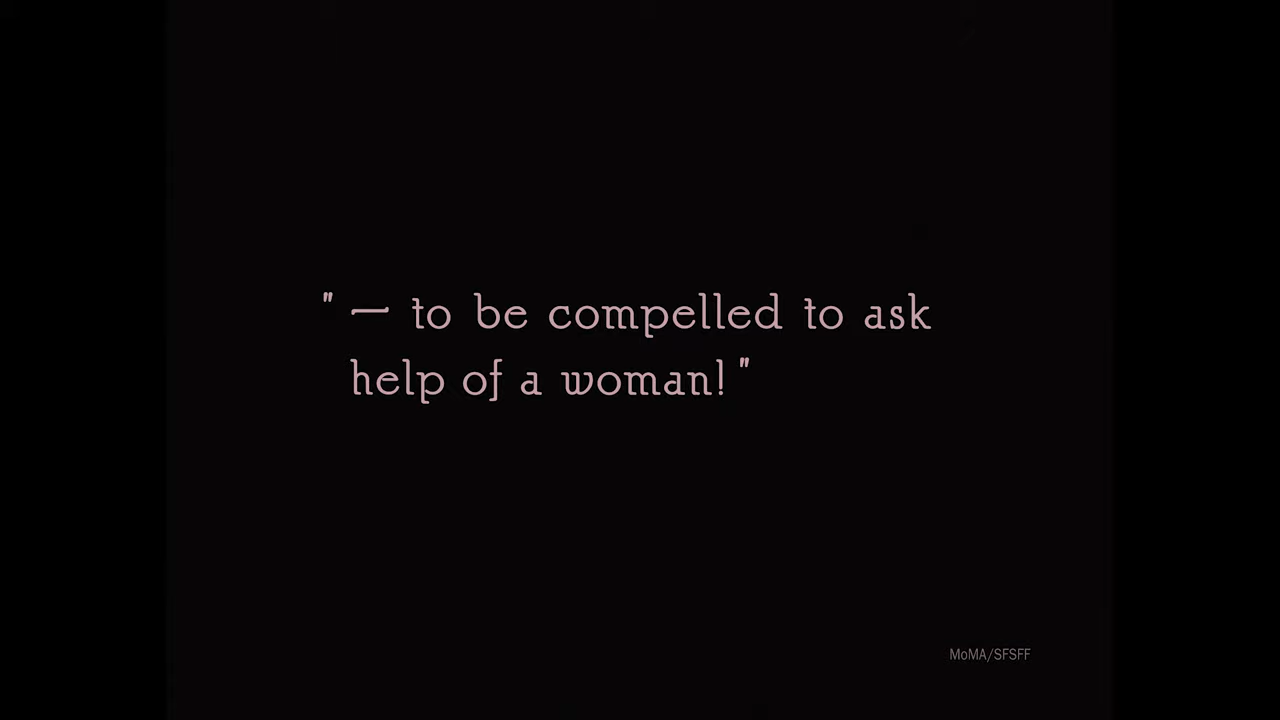 " — to be compelled to ask
help of a woman! "
MoMA/SFSFF